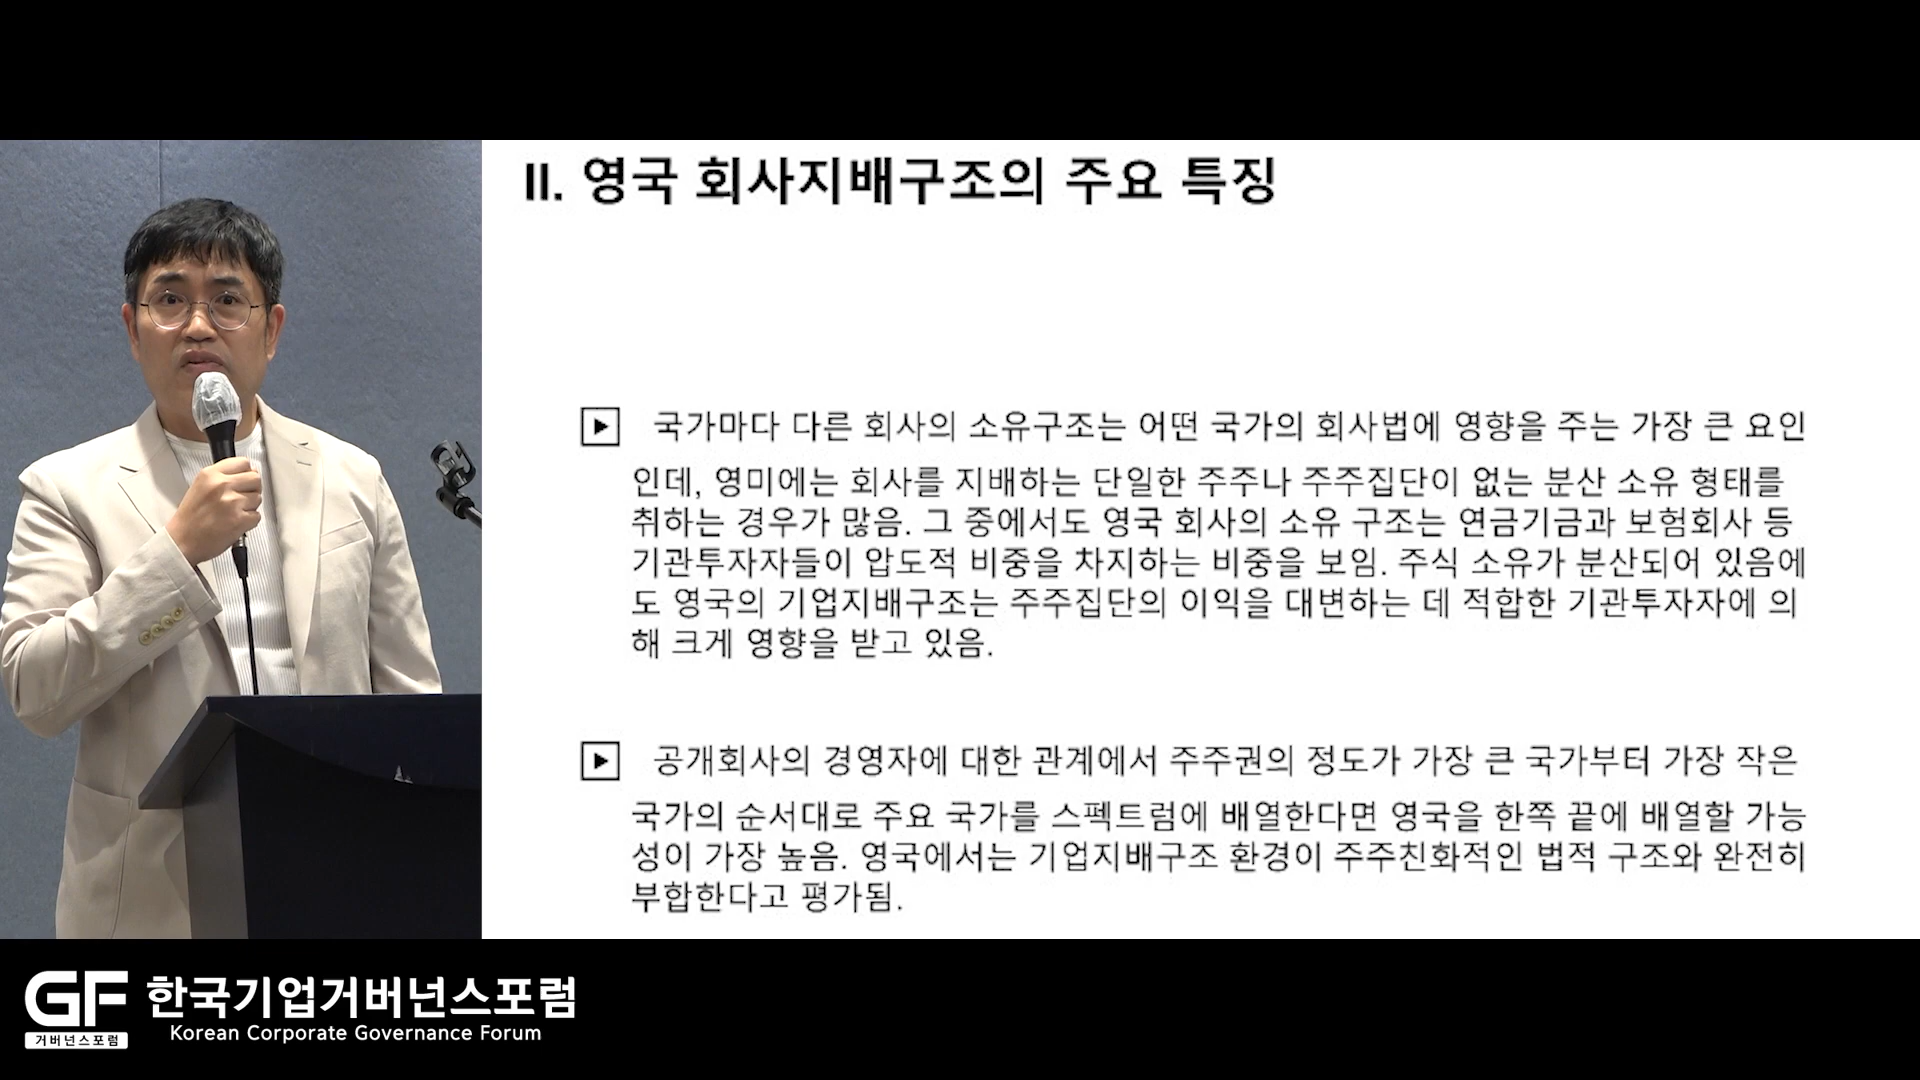 II. 영국 회사지배구조의 주요 특징
국가마다 다른 회사의 소유구조는 어떤 국가의 회사법에 영향을 주는 가장 큰 요인
인데, 영미에는 회사를 지배하는 단일한 주주나 주주집단이 없는 분산 소유 형태를
취하는 경우가 많음. 그 중에서도 영국 회사의 소유 구조는 연금기금과 보험회사 등
기관투자자들이 압도적 비중을 차지하는 비중을 보임. 주식 소유가 분산되어 있음에
도 영국의 기업지배구조는 주주집단의 이익을 대변하는 데 적합한 기관투자자에 의
해 크게 영향을 받고 있음.
공개회사의 경영자에 대한 관계에서 주주권의 정도가 가장 큰 국가부터 가장 작은
국가의 순서대로 주요 국가를 스펙트럼에 배열한다면 영국을 한쪽 끝에 배열할 가능
성이 가장 높음. 영국에서는 기업지배구조 환경이 주주친화적인 법적 구조와 완전히
부합한다고 평가됨.
GF 한국기업거버넌스포럼
거버넌스포럼 Korean Corporate Governance Forum